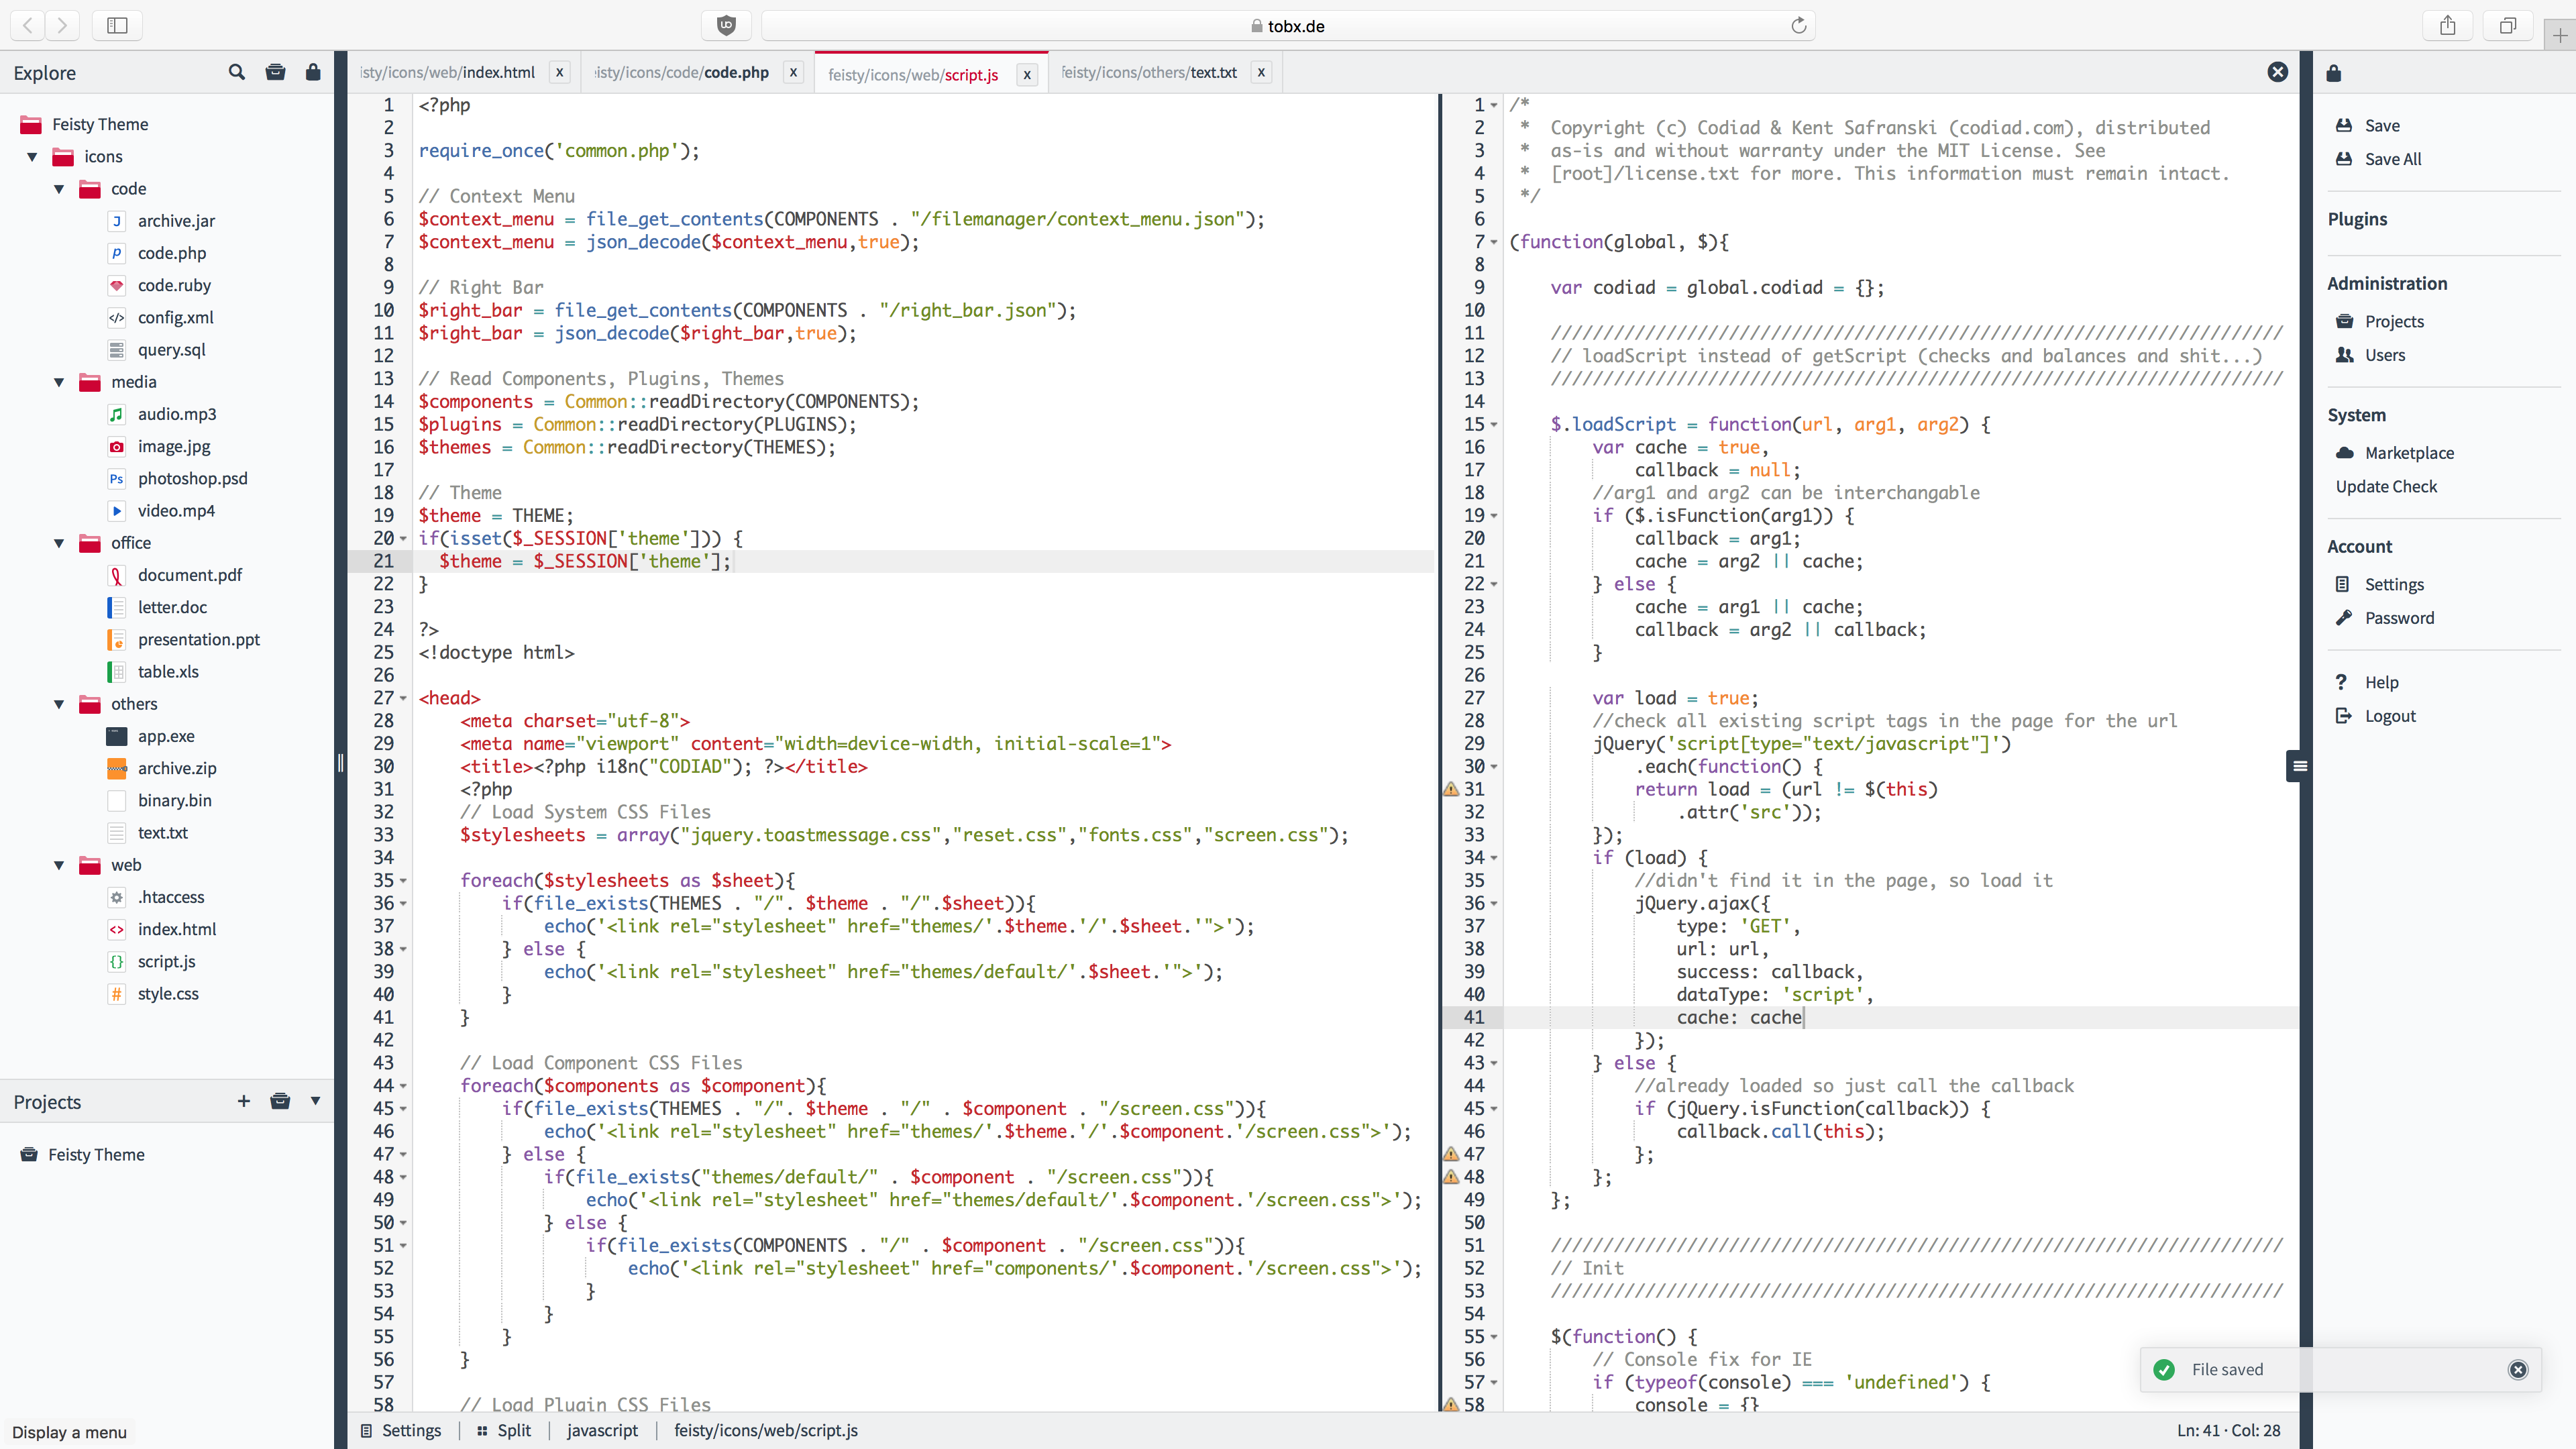 tobx.de
Explore
Feisty Theme
icons
code
archive.jar
code.php
code.ruby
config.xml
query.sql
media
audio.mp3
image.jpg
photoshop.psd
video.mp4
office
document.pdf
letter.doc
presentation.ppt
table.xls
others
app.exe
archive.zip
binary.bin
text.txt
web
.htaccess
index.html
script.js
style.css
Projects
Feisty Theme
Display a menu
isty/icons/web/index.html x
isty/icons/code/code.php x
feisty/icons/web/script.js x
feisty/icons/others/text.txt x
1 <?php
2
3 require_once('common.php');
4
5 // Context Menu
6 $context_menu = file_get_contents(COMPONENTS . "/filemanager/context_menu.json");
7 $context_menu = json_decode($context_menu,true);
8
9 // Right Bar
10 $right_bar = file_get_contents(COMPONENTS . "/right_bar.json");
11 $right_bar = json_decode($right_bar,true);
12
13 // Read Components, Plugins, Themes
14 $components = Common::readDirectory(COMPONENTS);
15 $plugins = Common::readDirectory(PLUGINS);
16 $themes = Common::readDirectory(THEMES);
17
18 // Theme
19 $theme = THEME;
20 if(isset($_SESSION['theme'])) {
21 $theme = $_SESSION['theme'];
22 }
23
24 ?>
25 <!doctype html>
26
27 <head>
28 <meta charset="utf-8">
29 <meta name="viewport" content="width=device-width, initial-scale=1">
30 <title><?php i18n("CODIAD"); ?></title>
31 <?php
32 // Load System CSS Files
33 $stylesheets = array("jquery.toastmessage.css","reset.css","fonts.css","screen.css");
34
35 foreach($stylesheets as $sheet){
36 if(file_exists(THEMES . "/". $theme . "/".$sheet)){
37 echo('<link rel="stylesheet" href="themes/'.$theme.'/'.$sheet.'">');
38 } else {
39 echo('<link rel="stylesheet" href="themes/default/'.$sheet.'">');
40 }
41 }
42
43 // Load Component CSS Files
44 foreach($components as $component){
45 if(file_exists(THEMES . "/". $theme . "/" . $component . "/screen.css")){
46 echo('<link rel="stylesheet" href="themes/'.$theme.'/'.$component.'/screen.css">');
47 } else {
48 if(file_exists("themes/default/" . $component . "/screen.css")){
49 echo('<link rel="stylesheet" href="themes/default/'.$component.'/screen.css">');
50 } else {
51 if(file_exists(COMPONENTS . "/" . $component . "/screen.css")){
52 echo('<link rel="stylesheet" href="components/'.$component.'/screen.css">');
53 }
54 }
55 }
56 }
57
58 // Load Plugin CSS Files
1 /*
2 * Copyright (c) Codiad & Kent Safranski (codiad.com), distributed
3 * as-is and without warranty under the MIT License. See
4 * [root]/license.txt for more. This information must remain intact.
5 */
6
7 (function(global, $){
8
9 var codiad = global.codiad = {};
10
11 //////////////////////////////////////////////////////////////////////
12 // loadScript instead of getScript (checks and balances and shit...)
13 //////////////////////////////////////////////////////////////////////
14
15 $.loadScript = function(url, arg1, arg2) {
16 var cache = true,
17 callback = null;
18 //arg1 and arg2 can be interchangable
19 if ($.isFunction(arg1)) {
20 callback = arg1;
21 cache = arg2 || cache;
22 } else {
23 cache = arg1 || cache;
24 callback = arg2 || callback;
25 }
26
27 var load = true;
28 //check all existing script tags in the page for the url
29 jQuery('script[type="text/javascript"]')
30 .each(function() {
31 return load = (url != $(this)
32 .attr('src'));
33 });
34 if (load) {
35 //didn't find it in the page, so load it
36 jQuery.ajax({
37 type: 'GET',
38 url: url,
39 success: callback,
40 dataType: 'script',
41 cache: cache
42 });
43 } else {
44 //already loaded so just call the callback
45 if (jQuery.isFunction(callback)) {
46 callback.call(this);
47 };
48 };
49 };
50
51 //////////////////////////////////////////////////////////////////////
52 // Init
53 //////////////////////////////////////////////////////////////////////
54
55 $(function() {
56 // Console fix for IE
57 if (typeof(console) === 'undefined') {
58 console = {}
Settings
Split
javascript
feisty/icons/web/script.js
Ln: 41 · Col: 28
Save
Save All
Plugins
Administration
Projects
Users
System
Marketplace
Update Check
Account
Settings
Password
? Help
Logout
File saved